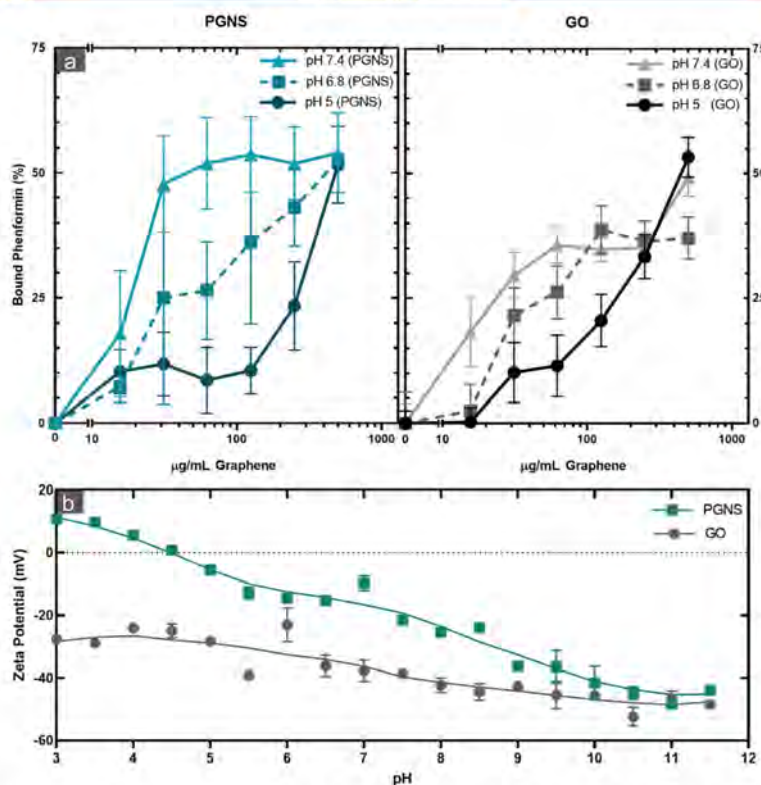 PGNS
GO
a
75
50
25
0
Bound Phenformin (%)
pH 7.4 (PGNS)
pH 6.8 (PGNS)
pH 5 (PGNS)
0
10
100
1000
µg/mL Graphene
pH 7.4 (GO)
pH 6.8 (GO)
pH 5 (GO)
75
50
25
0
0
10
100
1000
µg/mL Graphene
b
20
0
-20
-40
-60
Zeta Potential (mV)
PGNS
GO
3
4
5
6
7
8
9
10
11
12
pH